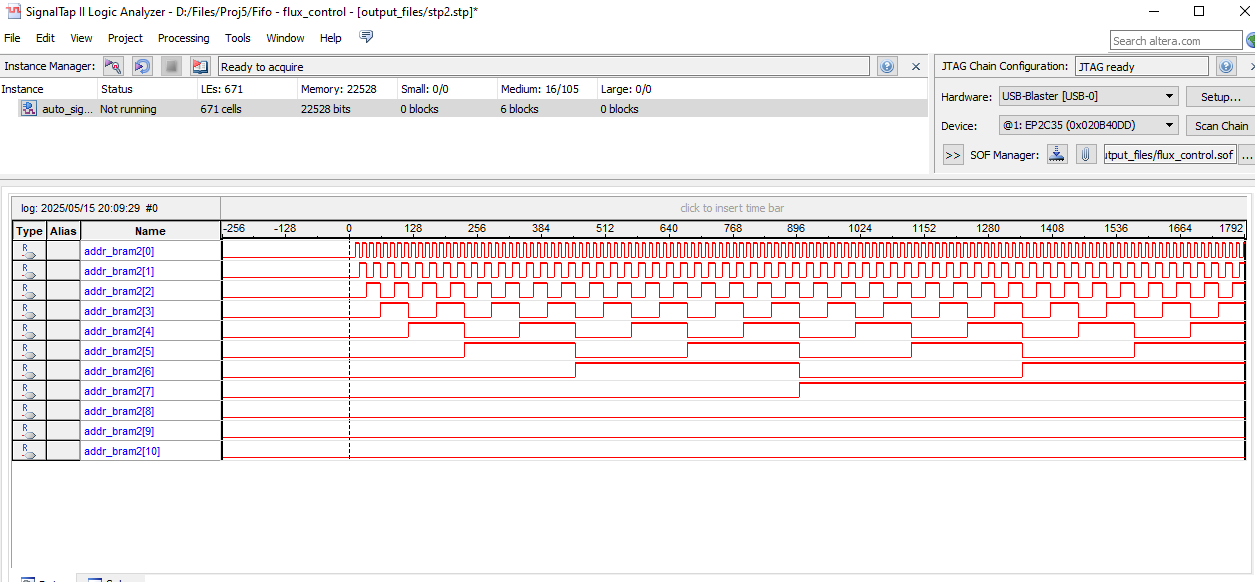 SignalTap II Logic Analyzer - D:/Files/Proj5/Fifo - flux_control - [output_files/stp2.stp]*
File Edit View Project Processing Tools Window Help
Search altera.com
Instance Manager: Ready to acquire
JTAG Chain Configuration: JTAG ready
Instance Status LEs: 671 Memory: 22528 Small: 0/0 Medium: 16/105 Large: 0/0
auto_sig... Not running 671 cells 22528 bits 0 blocks 6 blocks 0 blocks
Hardware: USB-Blaster [USB-0] Setup...
Device: @1: EP2C35 (0x020B40DD) Scan Chain
>> SOF Manager: utput_files/flux_control.sof ...
log: 2025/05/15 20:09:29 #0
click to insert time bar
Type Alias Name
-256 -128 0 128 256 384 512 640 768 896 1024 1152 1280 1408 1536 1664 1792
R addr_bram2[0]
R addr_bram2[1]
R addr_bram2[2]
R addr_bram2[3]
R addr_bram2[4]
R addr_bram2[5]
R addr_bram2[6]
R addr_bram2[7]
R addr_bram2[8]
R addr_bram2[9]
R addr_bram2[10]